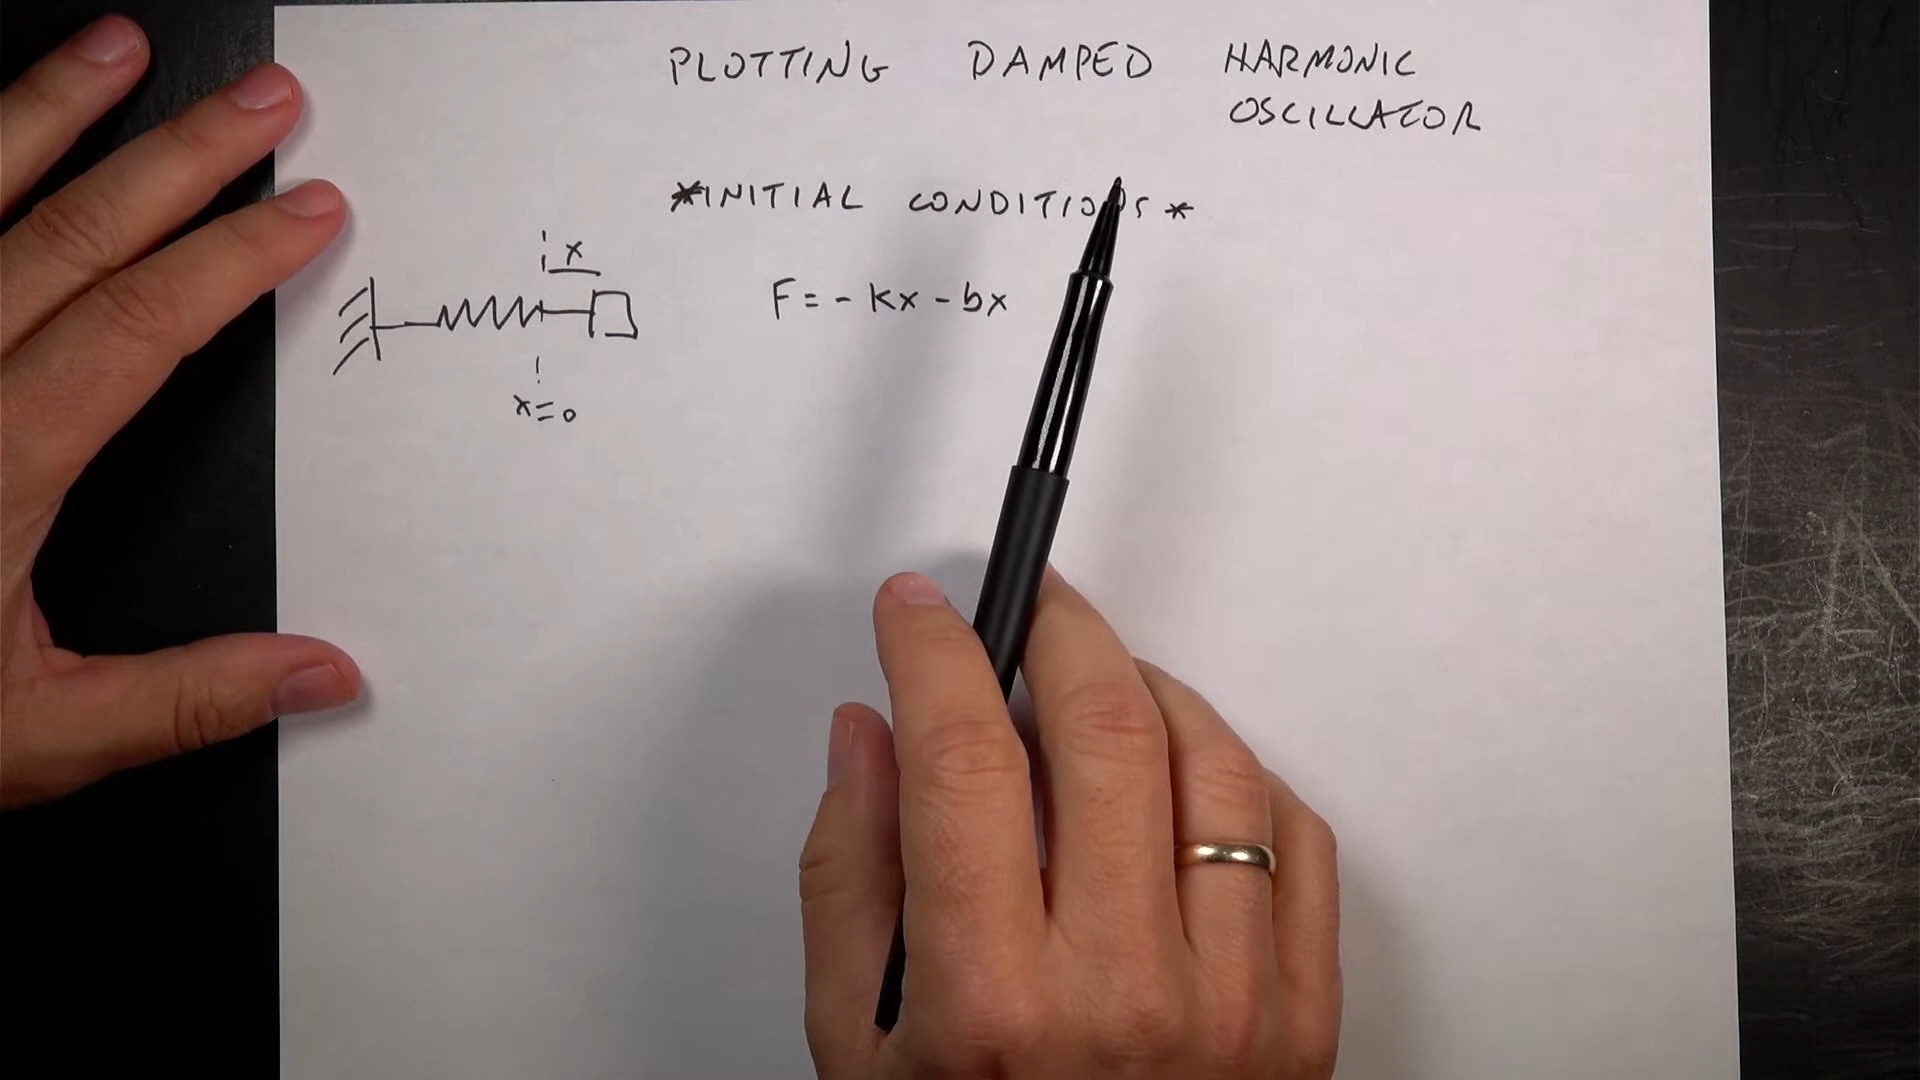 PLOTTING DAMPED HARMONIC
OSCILLATOR
*INITIAL CONDITIONS*
x
F = - kx - bx
x=0